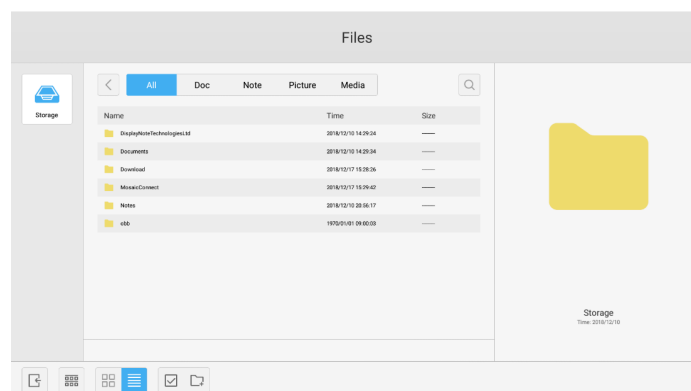 Files
Storage
All Doc Note Picture Media
Name Time Size
DisplayNoteTechnologiesLtd 2018/12/10 14:29:24 ——
Documents 2018/12/10 14:29:34 ——
Download 2018/12/17 15:28:26 ——
MosaicConnect 2018/12/17 15:29:42 ——
Notes 2018/12/10 20:56:17 ——
obb 1970/01/01 09:00:03 ——
Storage
Time: 2018/12/10